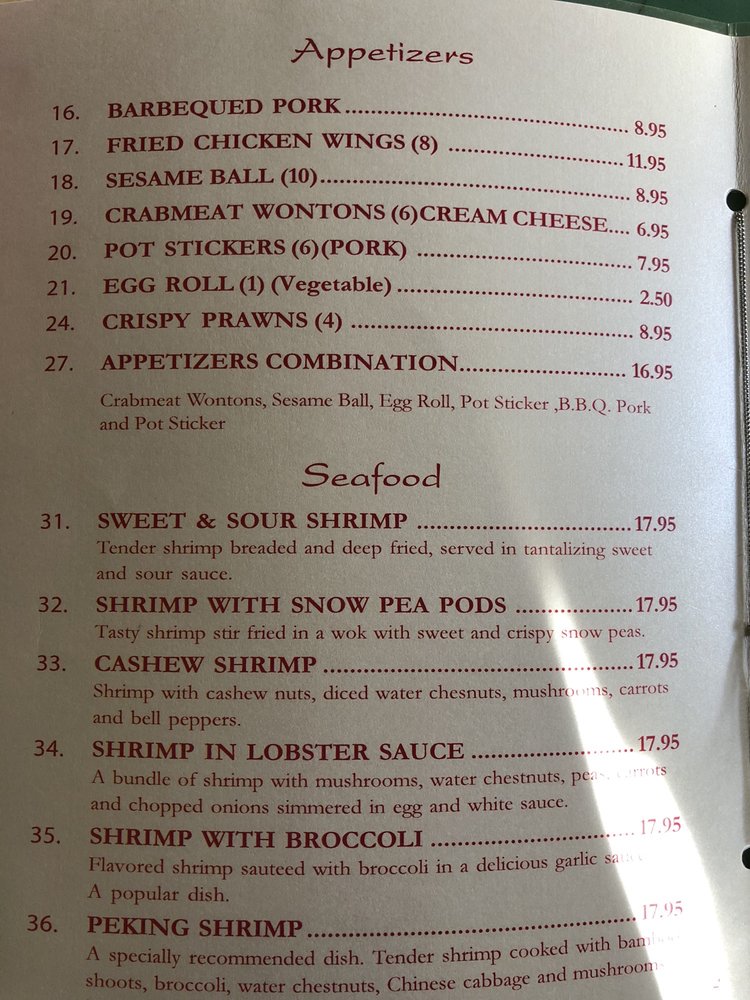 Appetizers
16. BARBEQUED PORK........................................ 8.95
17. FRIED CHICKEN WINGS (8) ........................ 11.95
18. SESAME BALL (10)........................................... 8.95
19. CRABMEAT WONTONS (6)CREAM CHEESE.... 6.95
20. POT STICKERS (6)(PORK) .............................. 7.95
21. EGG ROLL (1) (Vegetable) ................................. 2.50
24. CRISPY PRAWNS (4) ....................................... 8.95
27. APPETIZERS COMBINATION........................ 16.95
Crabmeat Wontons, Sesame Ball, Egg Roll, Pot Sticker ,B.B.Q. Pork
and Pot Sticker
Seafood
31. SWEET & SOUR SHRIMP ................................ 17.95
Tender shrimp breaded and deep fried, served in tantalizing sweet
and sour sauce.
32. SHRIMP WITH SNOW PEA PODS .................. 17.95
Tasty shrimp stir fried in a wok with sweet and crispy snow peas.
33. CASHEW SHRIMP .............................................. 17.95
Shrimp with cashew nuts, diced water chesnuts, mushrooms, carrots
and bell peppers.
34. SHRIMP IN LOBSTER SAUCE ........................ 17.95
A bundle of shrimp with mushrooms, water chestnuts, peas, carrots
and chopped onions simmered in egg and white sauce.
35. SHRIMP WITH BROCCOLI .............................. 17.95
Flavored shrimp sauteed with broccoli in a delicious garlic
A popular dish.
36. PEKING SHRIMP ................................................ 17.95
A specially recommended dish. Tender shrimp cooked with bamboo
shoots, broccoli, water chestnuts, Chinese cabbage and mushrooms